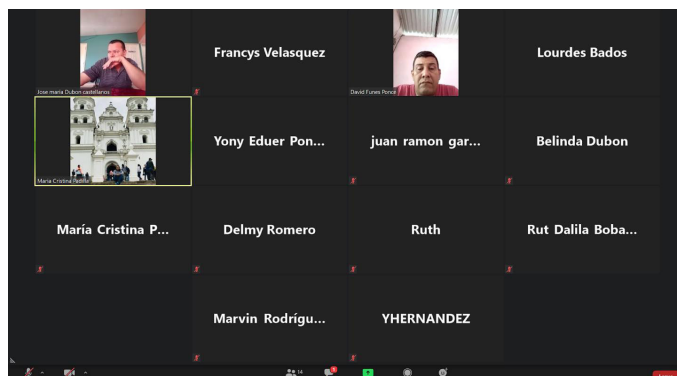 Jose maria Dubon castellanos
Francys Velasquez
David Funes Ponce
Lourdes Bados
Maria Cristina Padilla
Yony Eduer Pon...
juan ramon gar...
Belinda Dubon
María Cristina P...
Delmy Romero
Ruth
Rut Dalila Boba...
Marvin Rodrígu...
YHERNANDEZ
14